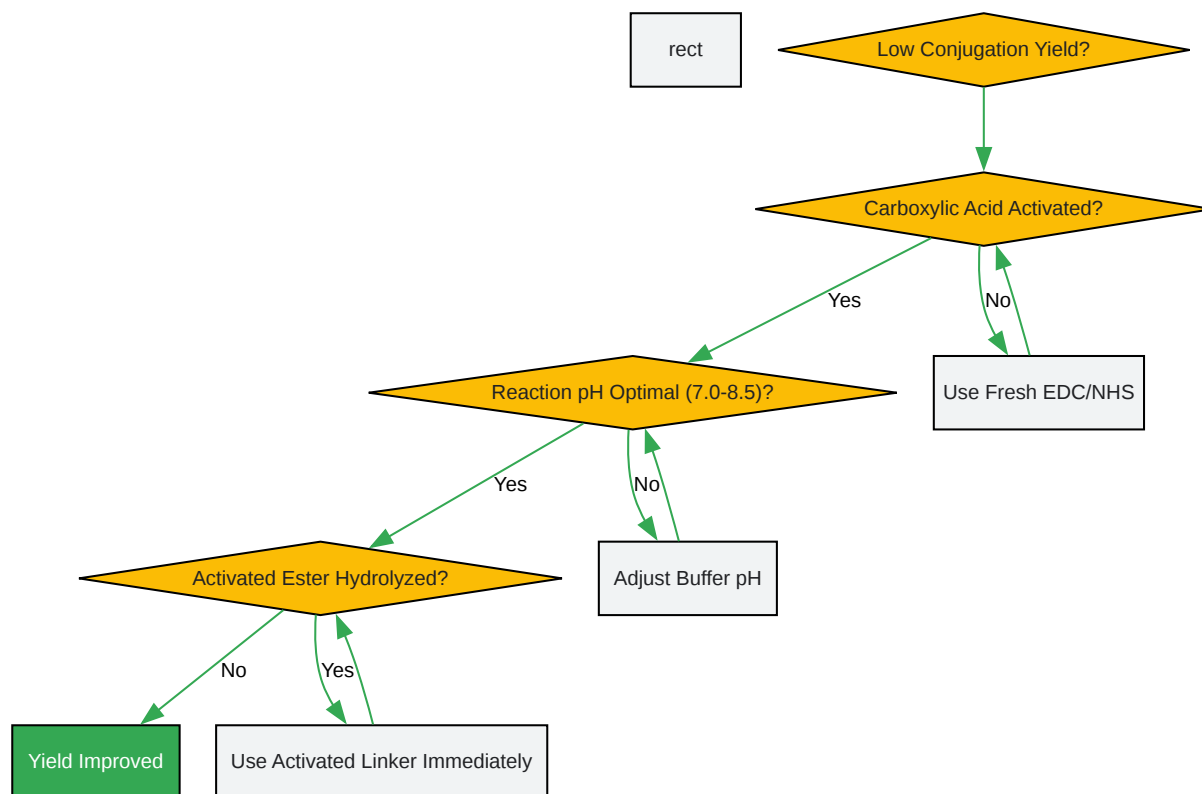 rect
Low Conjugation Yield?
Carboxylic Acid Activated?
Yes
No
Reaction pH Optimal (7.0-8.5)?
Use Fresh EDC/NHS
Yes
No
Activated Ester Hydrolyzed?
Adjust Buffer pH
No
Yes
Yield Improved
Use Activated Linker Immediately